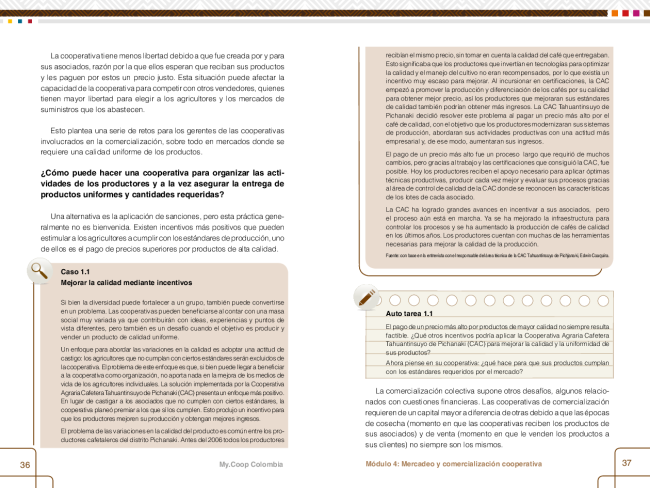 La cooperativa tiene menos libertad debido a que fue creada por y para
sus asociados, razón por la que ellos esperan que reciban sus productos
y les paguen por estos un precio justo. Esta situación puede afectar la
capacidad de la cooperativa para competir con otros vendedores, quienes
tienen mayor libertad para elegir a los agricultores y los mercados de
suministros que los abastecen.
Esto plantea una serie de retos para los gerentes de las cooperativas
involucrados en la comercialización, sobre todo en mercados donde se
requiere una calidad uniforme de los productos.
¿Cómo puede hacer una cooperativa para organizar las acti-
vidades de los productores y a la vez asegurar la entrega de
productos uniformes y cantidades requeridas?
Una alternativa es la aplicación de sanciones, pero esta práctica gene-
ralmente no es bienvenida. Existen incentivos más positivos que pueden
estimular a los agricultores a cumplir con los estándares de producción, uno
de ellos es el pago de precios superiores por productos de alta calidad.
Caso 1.1
Mejorar la calidad mediante incentivos
Si bien la diversidad puede fortalecer a un grupo, también puede convertirse
en un problema. Las cooperativas pueden beneficiarse al contar con una masa
social muy variada ya que contribuirán con ideas, experiencias y puntos de
vista diferentes, pero también es un desafío cuando el objetivo es producir y
vender un producto de calidad uniforme.
Un enfoque para abordar las variaciones en la calidad es adoptar una actitud de
castigo: los agricultores que no cumplen con ciertos estándares serán excluidos de
la cooperativa. El problema de este enfoque es que, si bien puede llegar a beneficiar
a la cooperativa como organización, no aporta nada en la mejora de los medios de
vida de los agricultores individuales. La solución implementada por la Cooperativa
Agraria Cafetera Tahuantinsuyo de Pichanaki (CAC) presenta un enfoque más positivo.
En lugar de castigar a los asociados que no cumplen con ciertos estándares, la
cooperativa planeó premiar a los que sí los cumplen. Esto produjo un incentivo para
que los productores mejoren su producción y obtengan mejores ingresos.
El problema de las variaciones en la calidad del producto es común entre los pro-
ductores cafetaleros del distrito Pichanaki. Antes del 2006 todos los productores
36
My.Coop Colombia
recibían el mismo precio, sin tomar en cuenta la calidad del café que entregaban.
Esto significaba que los productores que invertían en tecnologías para optimizar
la calidad y el manejo del cultivo no eran recompensados, por lo que existía un
incentivo muy escaso para mejorar. Al incursionar en certificaciones, la CAC
empezó a promover la producción y diferenciación de los cafés por su calidad
para obtener mejor precio, así los productores que mejoraran sus estándares
de calidad también podrían obtener más ingresos. La CAC Tahuantinsuyo de
Pichanaki decidió resolver este problema al pagar un precio más alto por el
café de calidad, con el objetivo que los productores modernizaran sus sistemas
de producción, abordaran sus actividades productivas con una actitud más
empresarial y, de ese modo, aumentaran sus ingresos.
El pago de un precio más alto fue un proceso largo que requirió de muchos
cambios, pero gracias al trabajo y las certificaciones que consiguió la CAC, fue
posible. Hoy los productores reciben el apoyo necesario para aplicar óptimas
técnicas productivas, producir cada vez mejor y evaluar sus procesos gracias
al área de control de calidad de la CAC donde se reconocen las características
de los lotes de cada asociado.
La CAC ha logrado grandes avances en incentivar a sus asociados, pero
el proceso aún está en marcha. Ya se ha mejorado la infraestructura para
controlar los procesos y se ha aumentado la producción de cafés de calidad
en los últimos años. Los productores cuentan con muchas de las herramientas
necesarias para mejorar la calidad de la producción.
Fuente: con base en la entrevista con el responsable del área técnica de la CAC Tahuantinsuyo de Pichanaki, Edwin Cuaquira.
Auto tarea 1.1
El pago de un precio más alto por productos de mayor calidad no siempre resulta
factible. ¿Qué otros incentivos podría aplicar la Cooperativa Agraria Cafetera
Tahuantinsuyo de Pichanaki (CAC) para mejorar la calidad y la uniformidad de
sus productos?
Ahora piense en su cooperativa: ¿qué hace para que sus productos cumplan
con los estándares requeridos por el mercado?
La comercialización colectiva supone otros desafíos, algunos relacio-
nados con cuestiones financieras. Las cooperativas de comercialización
requieren de un capital mayor a diferencia de otras debido a que las épocas
de cosecha (momento en que las cooperativas reciben los productos de
sus asociados) y de venta (momento en que le venden los productos a
sus clientes) no siempre son los mismos.
Módulo 4: Mercadeo y comercialización cooperativa
37